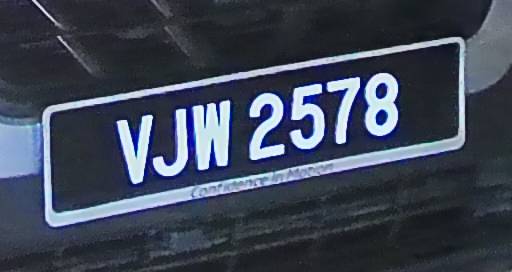 VJW 2578
Confidence in Motion